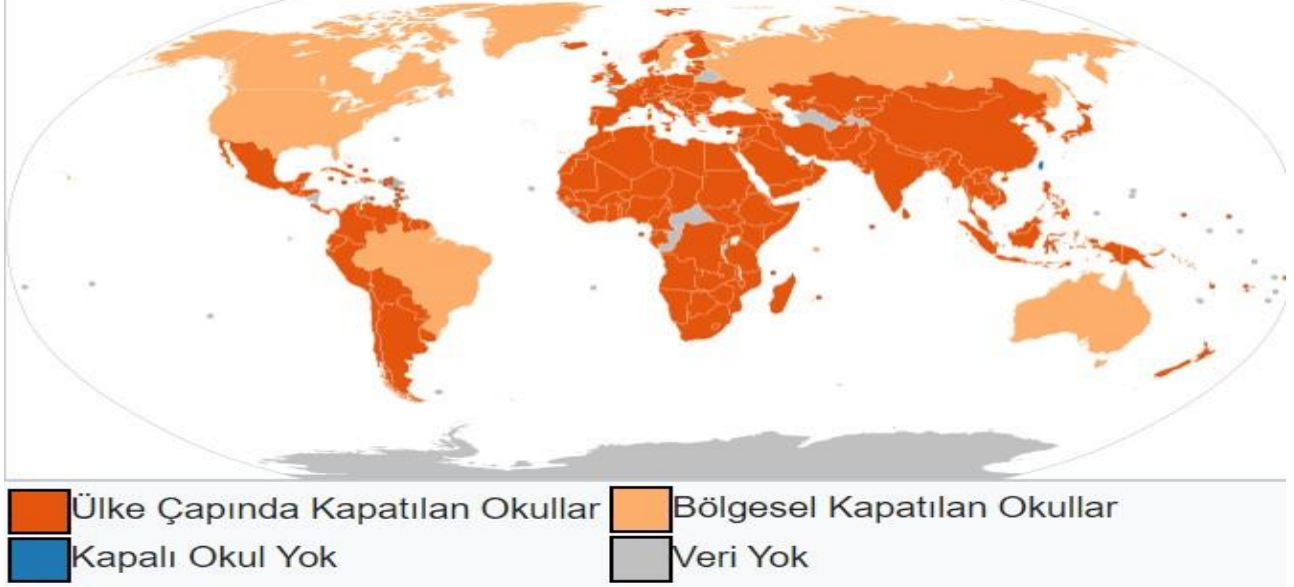 Ülke Çapında Kapatılan Okullar
Bölgesel Kapatılan Okullar
Kapalı Okul Yok
Veri Yok